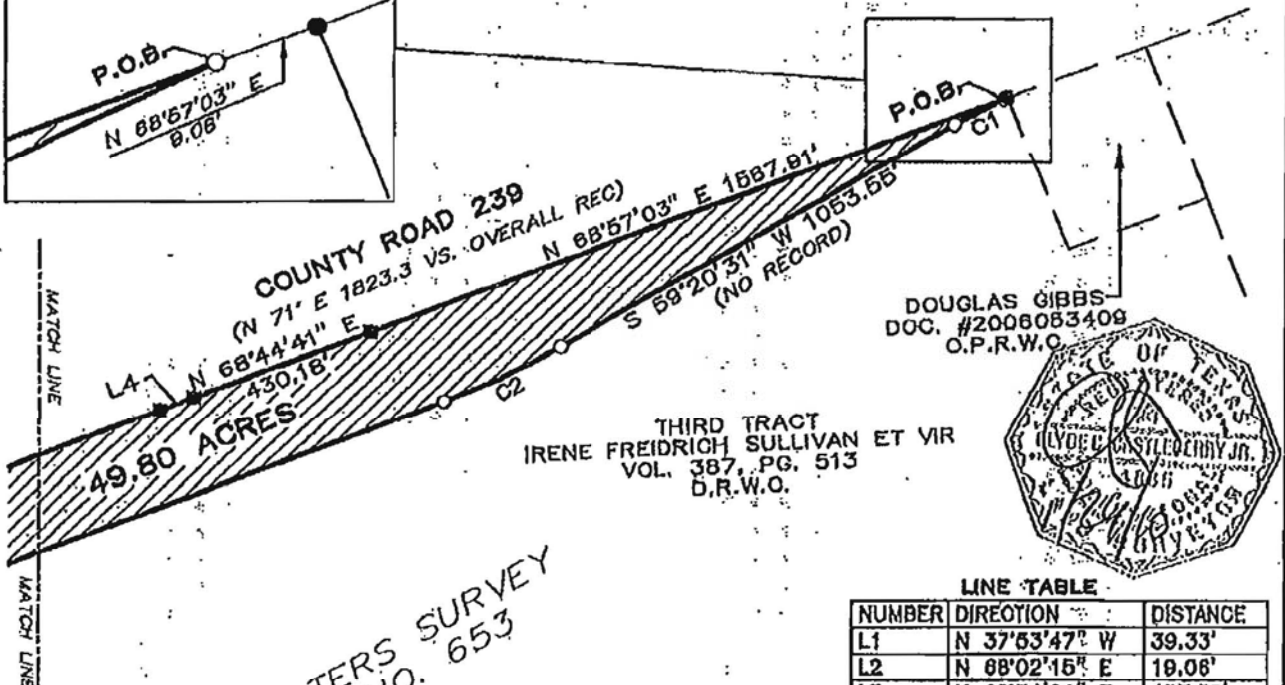 P.O.B.
N 68'57'03" E
9.06'
P.O.B.
C1
COUNTY ROAD 239
(N 71' E 1823.3 VS. OVERALL REC)
N 68'57'03" E 1587.91'
S 59'20'31" W 1053.55'
(NO RECORD)
L4
N 68'44'41" E
430.18'
C2
49.80 ACRES
MATCH LINE
MATCH LINE
DOUGLAS GIBBS
DOC. #2006053409
O.P.R.W.C.
THIRD TRACT
IRENE FREIDRICH SULLIVAN ET VIR
VOL. 387, PG. 513
D.R.W.C.
OF TEXAS
SURVEY
653
LINE TABLE
NUMBER DIRECTION DISTANCE
L1 N 37'53'47" W 39.33'
L2 N 68'02'15" E 19.06'